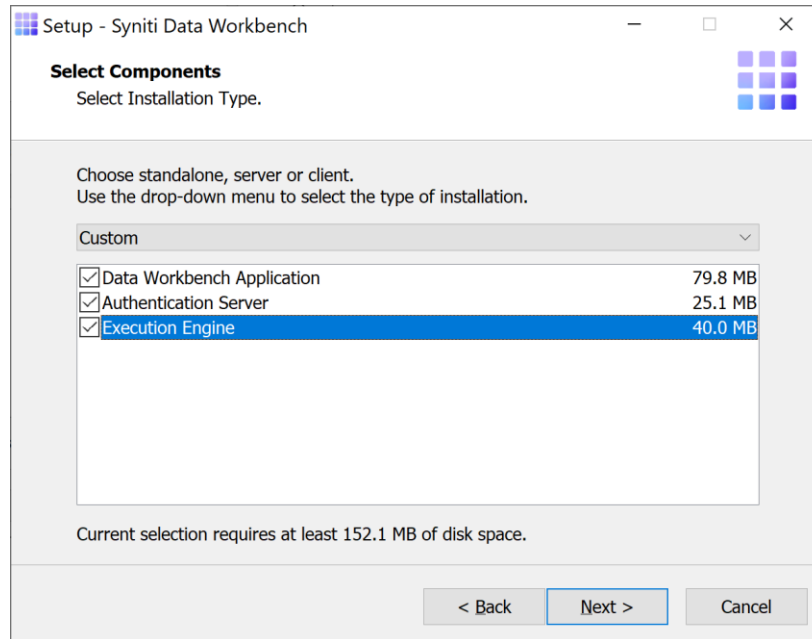 Setup - Syniti Data Workbench
Select Components
Select Installation Type.
Choose standalone, server or client.
Use the drop-down menu to select the type of installation.
Custom
Data Workbench Application 79.8 MB
Authentication Server 25.1 MB
Execution Engine 40.0 MB
Current selection requires at least 152.1 MB of disk space.
< Back Next > Cancel